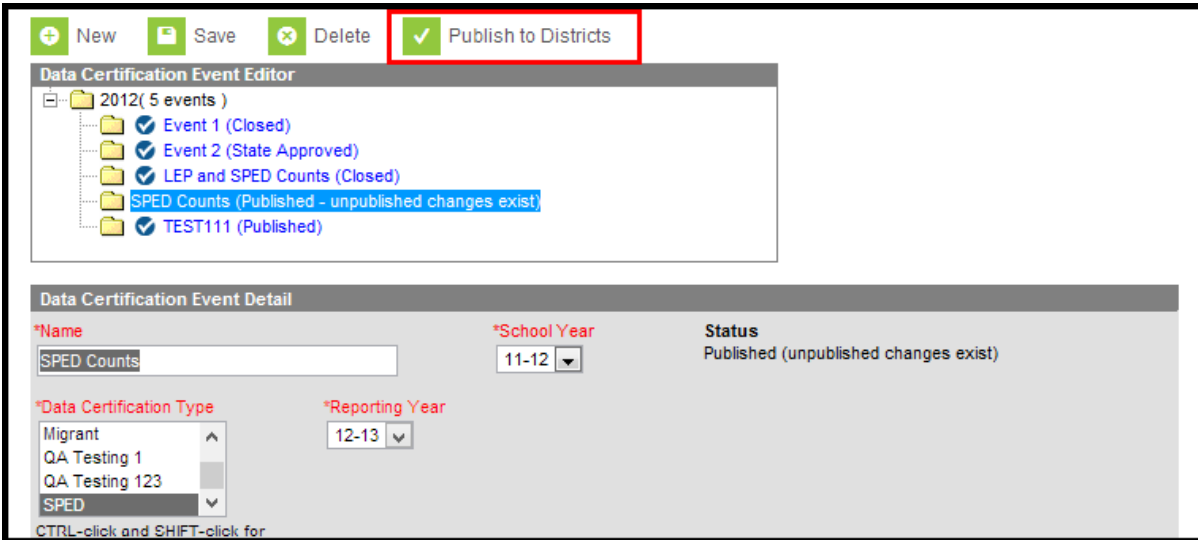 New Save Delete Publish to Districts
Data Certification Event Editor
2012( 5 events )
Event 1 (Closed)
Event 2 (State Approved)
LEP and SPED Counts (Closed)
SPED Counts (Published - unpublished changes exist)
TEST111 (Published)
Data Certification Event Detail
*Name *School Year Status
SPED Counts 11-12 Published (unpublished changes exist)
*Data Certification Type *Reporting Year
Migrant 12-13
QA Testing 1
QA Testing 123
SPED
CTRL-click and SHIFT-click for